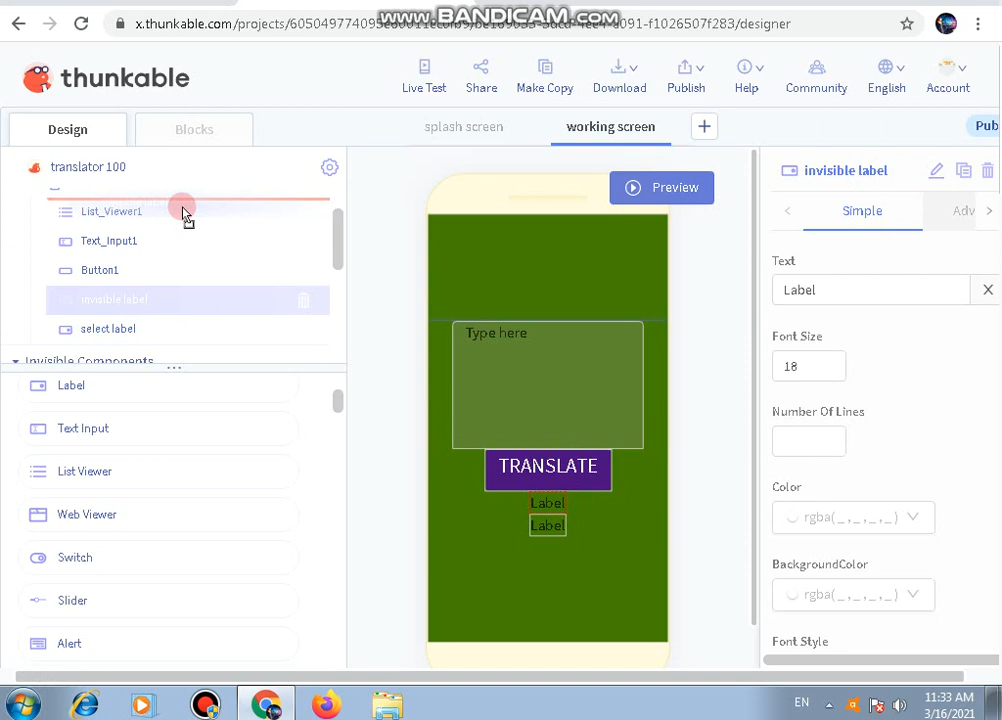 www.BANDICAM.com
x.thunkable.com/projects/
f1026507f283/designer
thunkable
Live Test
Share
Make Copy
Download
Publish
Help
Community
English
Account
Design
Blocks
splash screen
working screen
+
Pub
translator 100
List_Viewer1
Text_Input1
Button1
invisible label
select label
Invisible Components
Label
Text Input
List Viewer
Web Viewer
Switch
Slider
Alert
Preview
Type here
TRANSLATE
Label
Label
invisible label
Simple
Adv
Text
Label
X
Font Size
18
Number Of Lines
Color
rgba(_,_,_,_)
BackgroundColor
rgba(_,_,_,_)
Font Style
EN
11:33 AM
3/16/2021